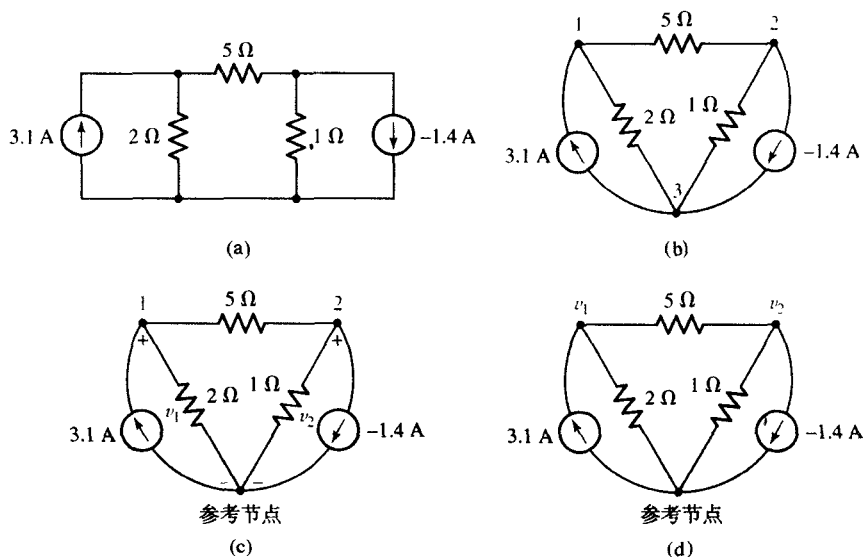 5 Ω
3.1 A
2 Ω
1 Ω
-1.4 A
(a)
1
5 Ω
2
2 Ω
1 Ω
3.1 A
-1.4 A
3
(b)
1
5 Ω
2
+
+
2 Ω
1 Ω
v₁
v₂
3.1 A
-1.4 A
- -
参考节点
(c)
v₁
5 Ω
v₂
2 Ω
1 Ω
3.1 A
-1.4 A
参考节点
(d)